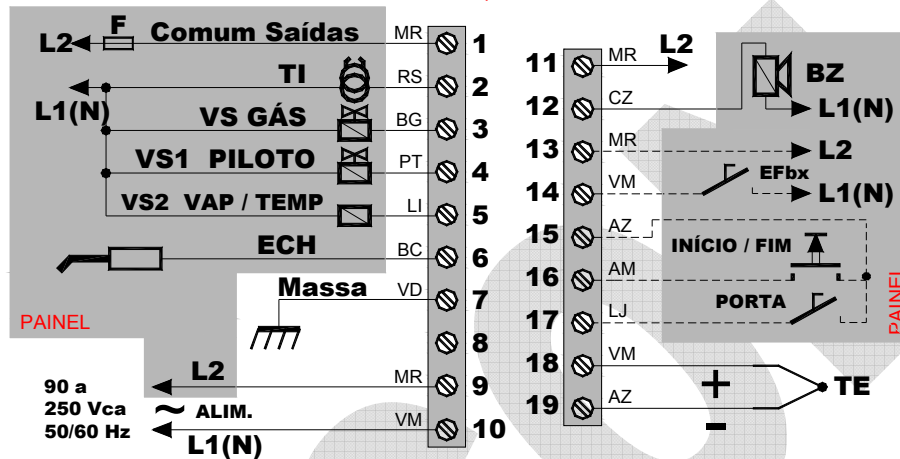 L2 F Comum Saídas MR 1
TI RS 2
L1(N)
VS GÁS BG 3
VS1 PILOTO PT 4
VS2 VAP / TEMP LI 5
ECH BC 6
Massa VD 7
PAINEL
8
L2 MR 9
90 a
250 Vca ~ ALIM.
50/60 Hz
L1(N) VM 10
11 MR L2
BZ
12 CZ L1(N)
13 MR L2
EFbx
14 VM L1(N)
15 AZ
INÍCIO / FIM
16 AM
PORTA
17 LJ
PAINEL
18 VM
+ TE
19 AZ
-